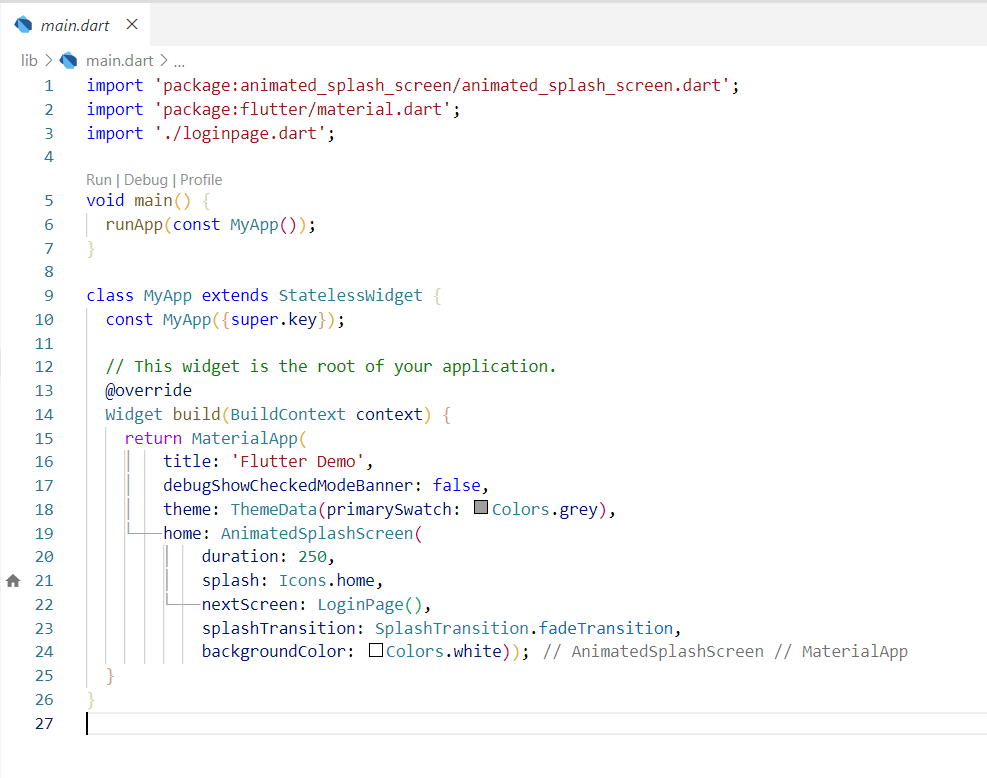 main.dart ×
lib > main.dart > ...
1 import 'package:animated_splash_screen/animated_splash_screen.dart';
2 import 'package:flutter/material.dart';
3 import './loginpage.dart';
4
Run | Debug | Profile
5 void main() {
6   runApp(const MyApp());
7 }
8
9 class MyApp extends StatelessWidget {
10   const MyApp({super.key});
11
12   // This widget is the root of your application.
13   @override
14   Widget build(BuildContext context) {
15     return MaterialApp(
16         title: 'Flutter Demo',
17         debugShowCheckedModeBanner: false,
18         theme: ThemeData(primarySwatch: Colors.grey),
19         home: AnimatedSplashScreen(
20             duration: 250,
21             splash: Icons.home,
22             nextScreen: LoginPage(),
23             splashTransition: SplashTransition.fadeTransition,
24             backgroundColor: Colors.white)); // AnimatedSplashScreen // MaterialApp
25   }
26 }
27